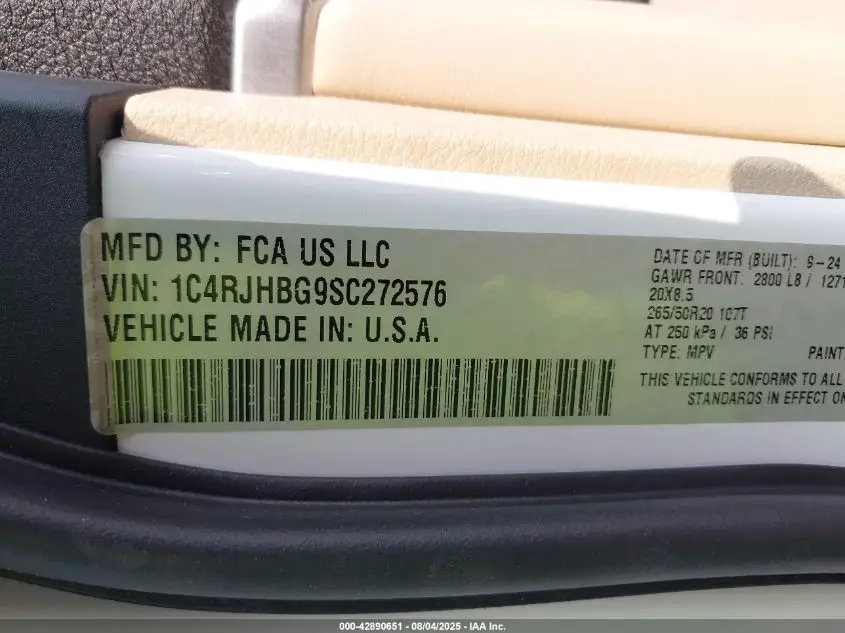 MFD BY: FCA US LLC
VIN: 1C4RJHBG9SC272576
VEHICLE MADE IN: U.S.A.
DATE OF MFR (BUILT): 9-24
GAWR FRONT. 2800 LB / 1271
20X8.5
265/50R20 107T
AT 250 kPa / 36 PSI
TYPE: MPV PAINT
THIS VEHICLE CONFORMS TO ALL
STANDARDS IN EFFECT ON
000-42890651 - 08/04/2025 - IAA Inc.